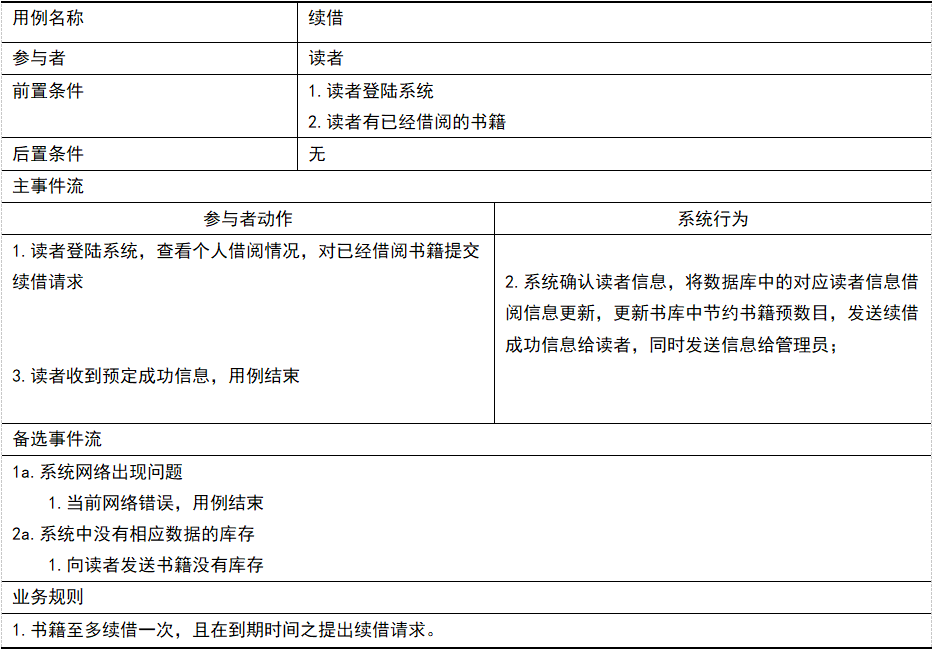 用例名称 续借
参与者 读者
前置条件 1.读者登陆系统
2.读者有已经借阅的书籍
后置条件 无
主事件流
参与者动作 系统行为
1.读者登陆系统，查看个人借阅情况，对已经借阅书籍提交
续借请求
2.系统确认读者信息，将数据库中的对应读者信息借
阅信息更新，更新书库中节约书籍预数目，发送续借
成功信息给读者，同时发送信息给管理员；
3.读者收到预定成功信息，用例结束
备选事件流
1a.系统网络出现问题
1.当前网络错误，用例结束
2a.系统中没有相应数据的库存
1.向读者发送书籍没有库存
业务规则
1.书籍至多续借一次，且在到期时间之提出续借请求。